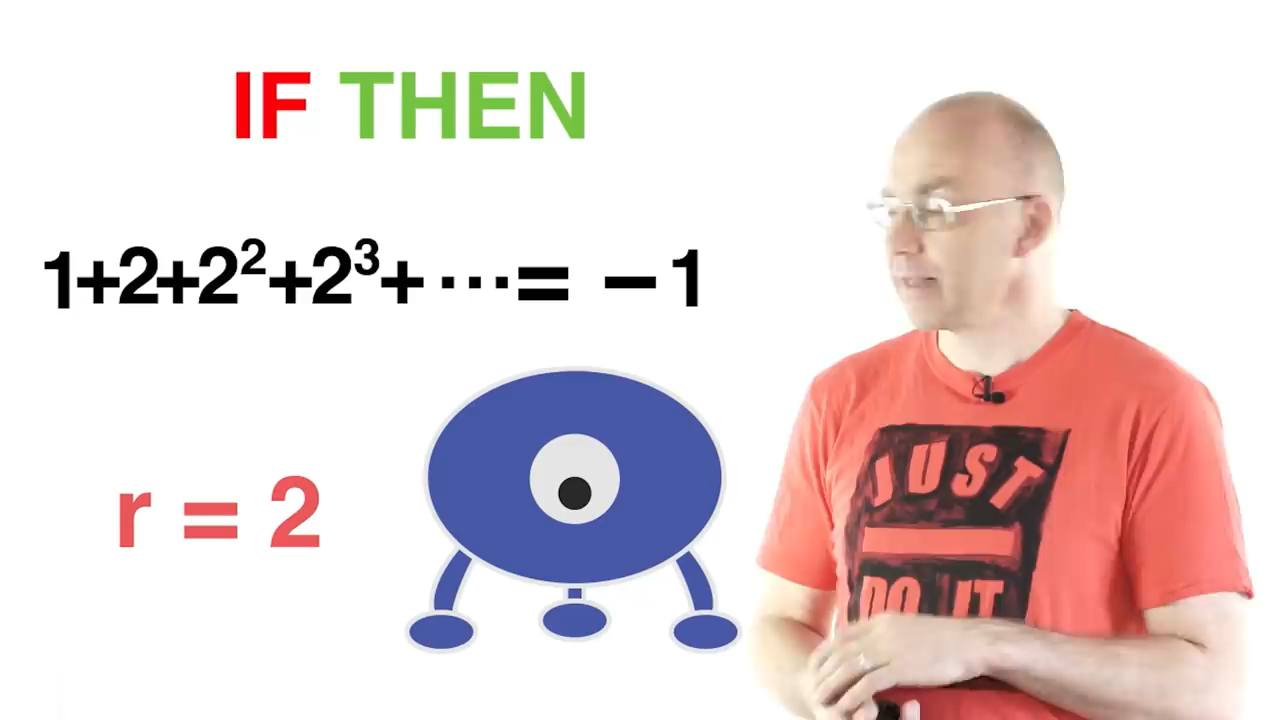 IF THEN
1+2+2²+2³+⋯= −1
r = 2
JUST
DO IT